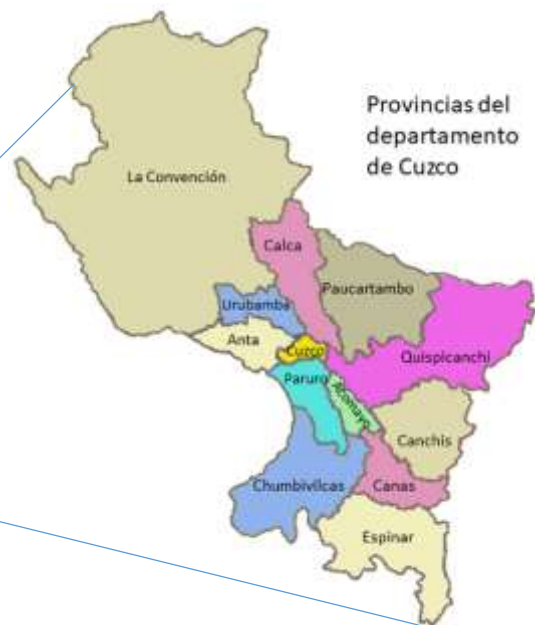 Provincias del
departamento
de Cuzco
La Convención
Calca
Paucartambo
Urubamba
Anta
Cuzco
Quispicanchi
Paruro
Acomayo
Canchis
Chumbivilcas
Canas
Espinar